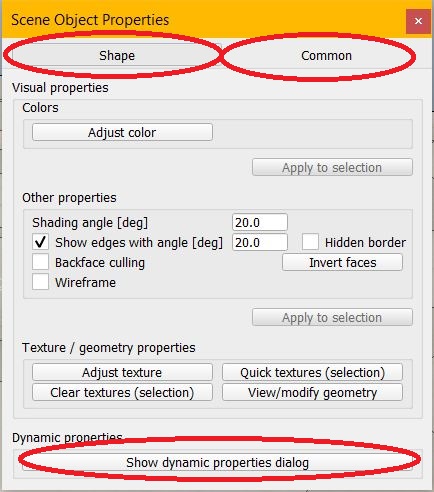 Scene Object Properties
Shape Common
Visual properties
Colors
Adjust color
Apply to selection
Other properties
Shading angle [deg] 20.0
Show edges with angle [deg] 20.0 Hidden border
Backface culling Invert faces
Wireframe
Apply to selection
Texture / geometry properties
Adjust texture Quick textures (selection)
Clear textures (selection) View/modify geometry
Dynamic properties
Show dynamic properties dialog